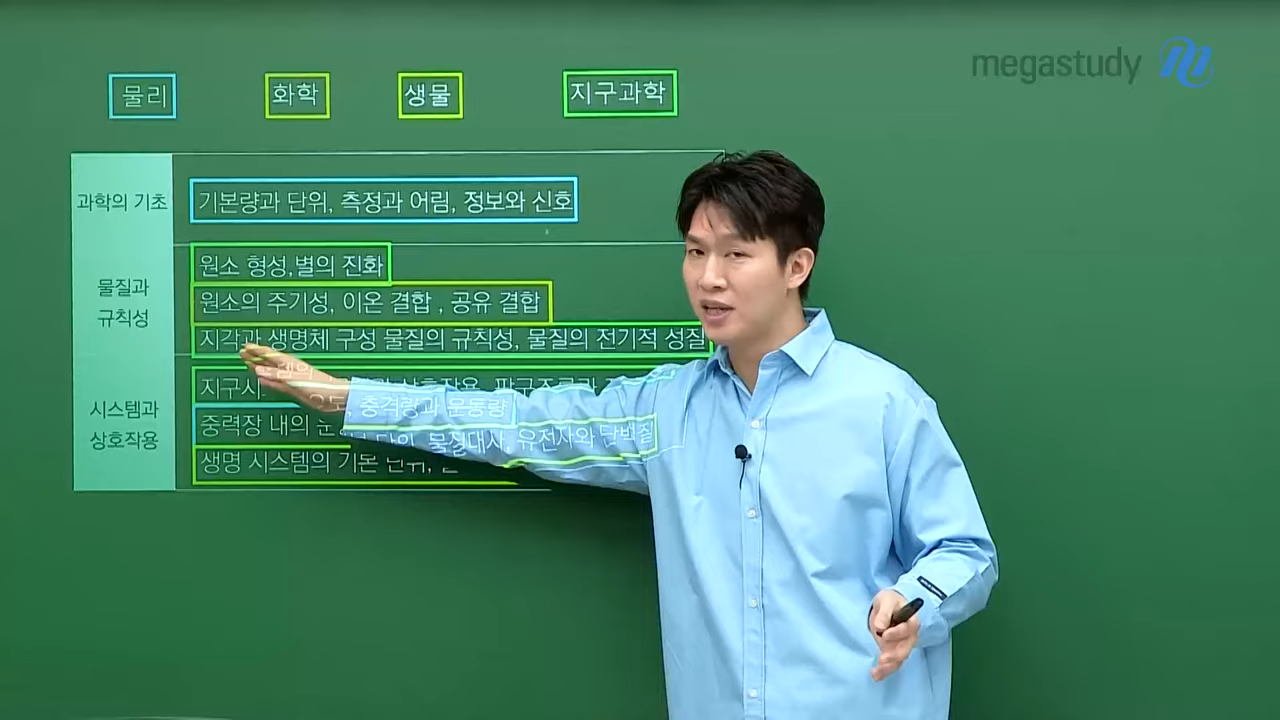 megastudy
물리
화학
생물
지구과학
과학의 기초
기본량과 단위, 측정과 어림, 정보와 신호
물질과
규칙성
원소 형성,별의 진화
원소의 주기성, 이온 결합 , 공유 결합
지각과 생명체 구성 물질의 규칙성, 물질의 전기적 성질
시스템과
상호작용
지구시
중력장 내의 운 충격량과 운동량
생명 시스템의 기본 단위, 물질대사, 유전자와 단백질